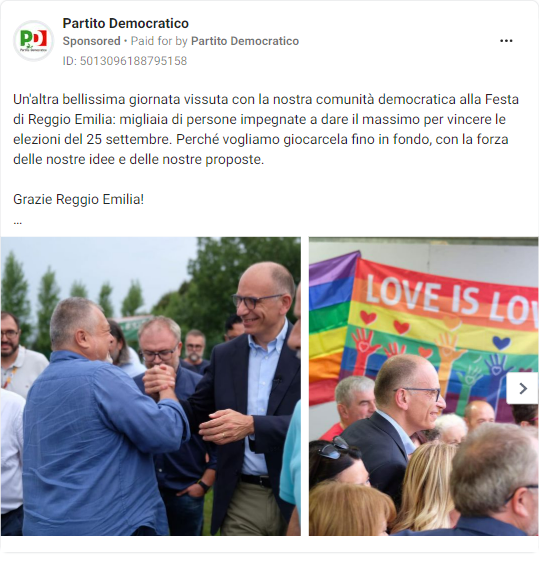 Partito Democratico
Sponsored • Paid for by Partito Democratico
ID: 5013096188795158
PD
Partito Democratico
Un'altra bellissima giornata vissuta con la nostra comunità democratica alla Festa
di Reggio Emilia: migliaia di persone impegnate a dare il massimo per vincere le
elezioni del 25 settembre. Perché vogliamo giocarcela fino in fondo, con la forza
delle nostre idee e delle nostre proposte.
Grazie Reggio Emilia!
...
LOVE IS LOV